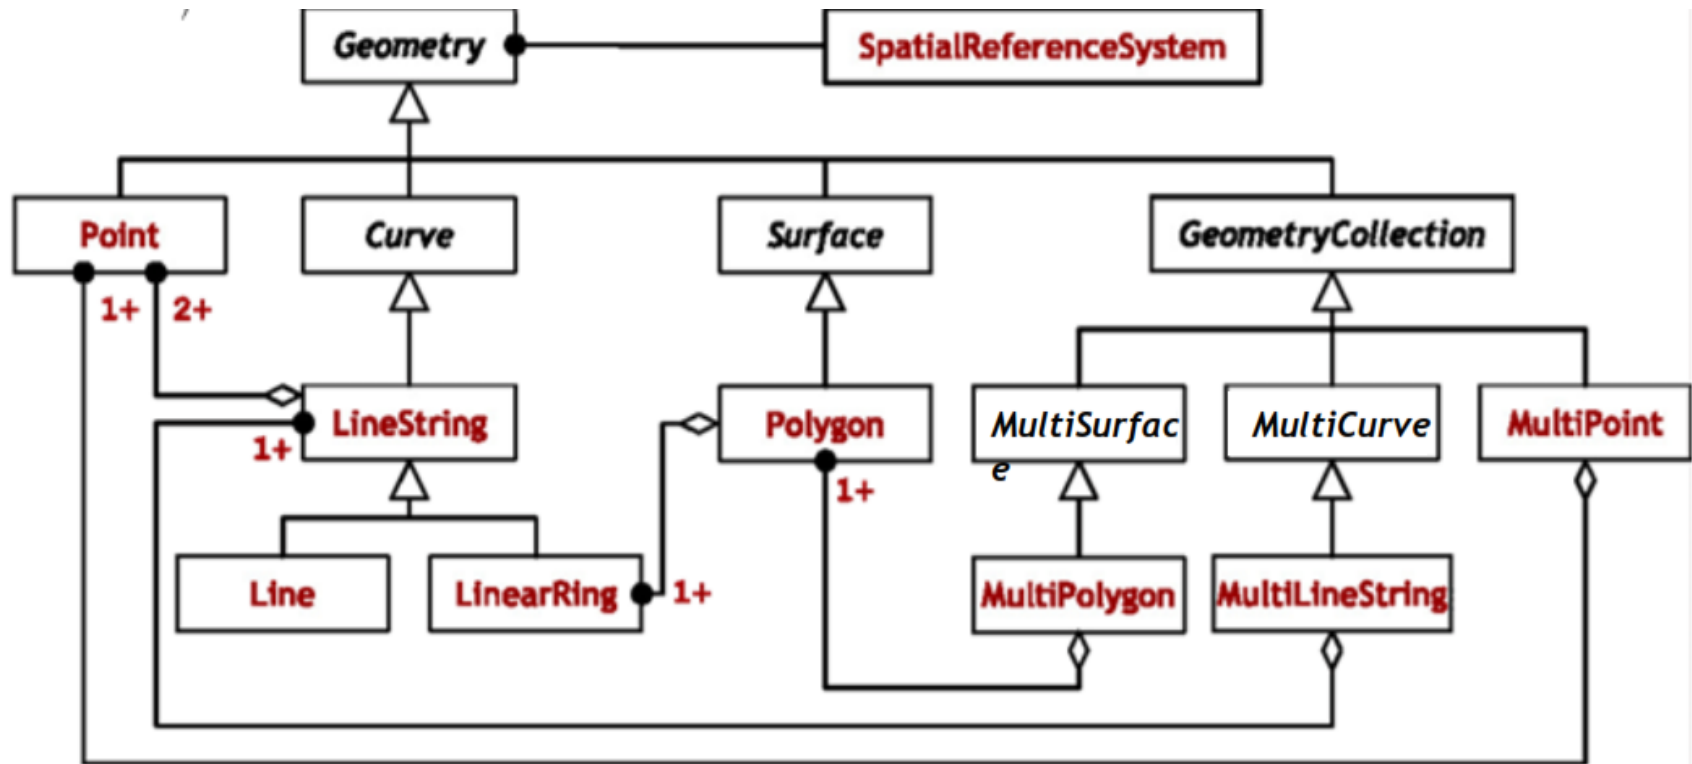 Geometry
SpatialReferenceSystem
Point
Curve
Surface
GeometryCollection
1+
2+
LineString
1+
Polygon
1+
MultiSurfac
e
MultiCurve
MultiPoint
Line
LinearRing
1+
MultiPolygon
MultiLineString